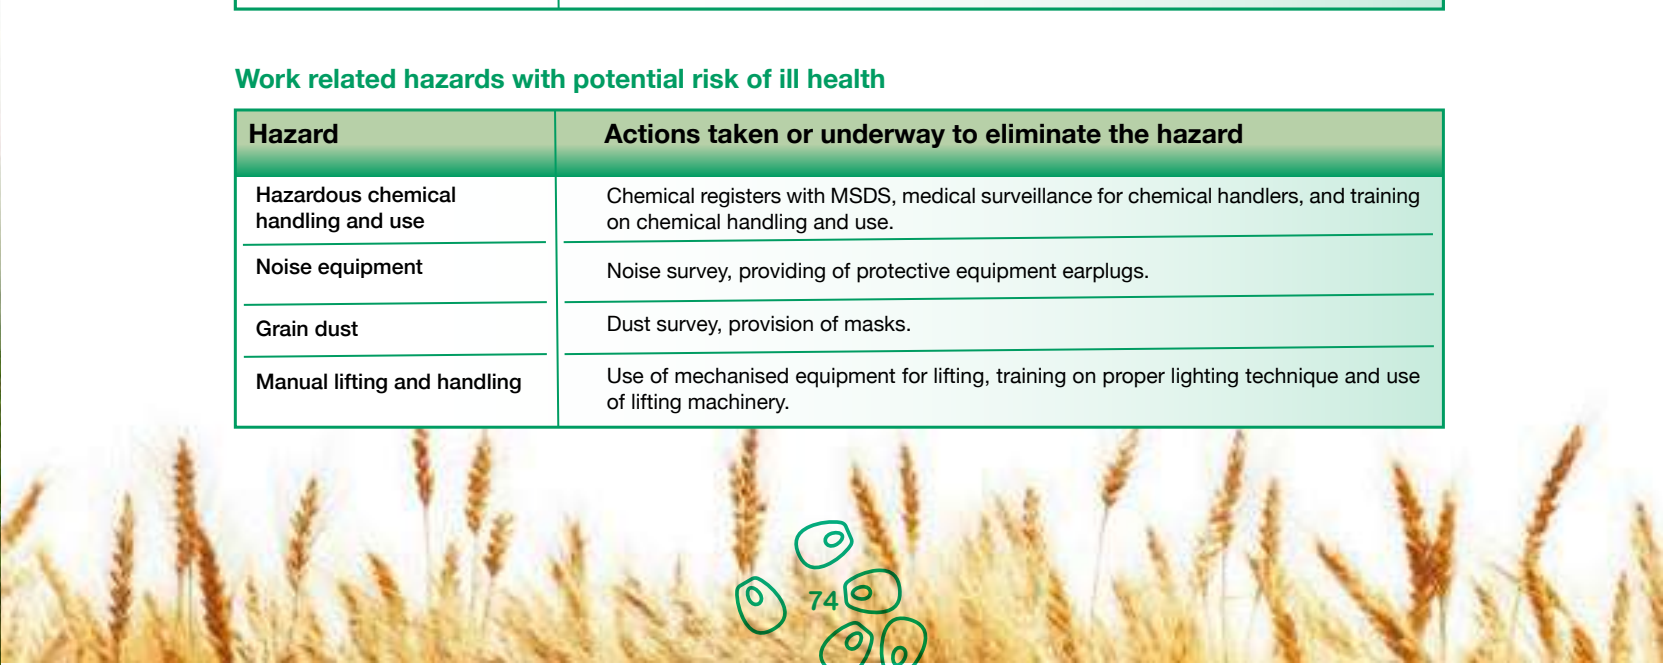 Work related hazards with potential risk of ill health
Hazard
Actions taken or underway to eliminate the hazard
Hazardous chemical
handling and use
Chemical registers with MSDS, medical surveillance for chemical handlers, and training
on chemical handling and use.
Noise equipment
Noise survey, providing of protective equipment earplugs.
Grain dust
Dust survey, provision of masks.
Manual lifting and handling
Use of mechanised equipment for lifting, training on proper lighting technique and use
of lifting machinery.
74